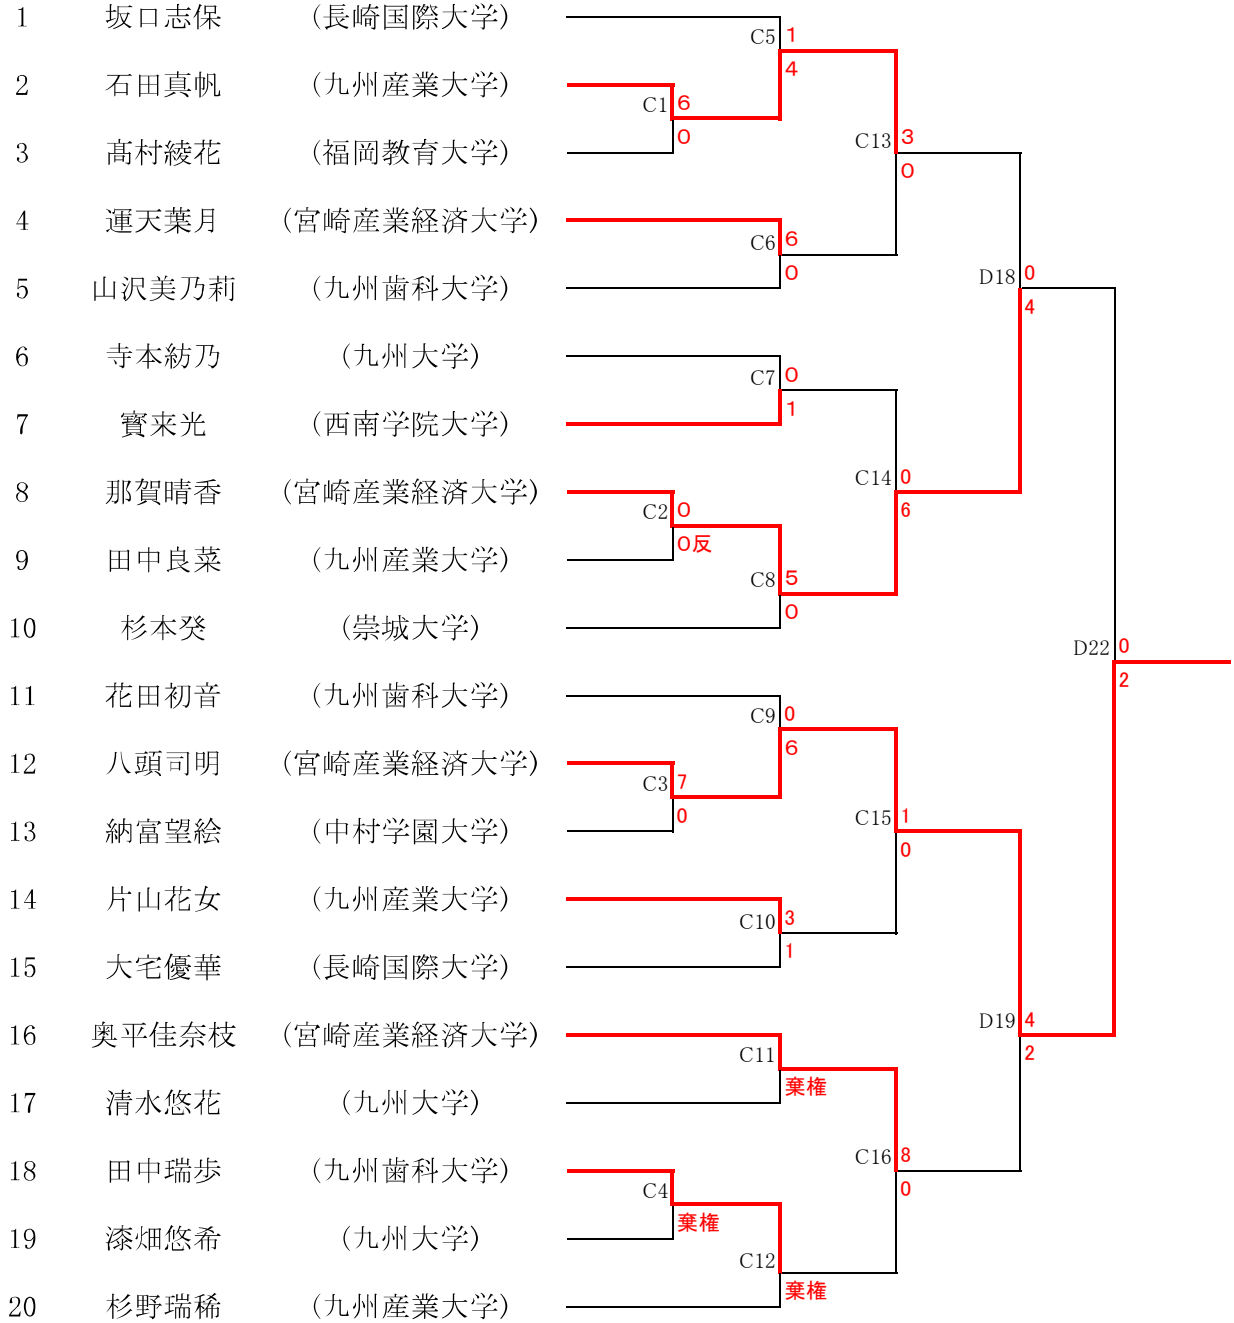 1 坂口志保 (長崎国際大学)
C5 1
4
2 石田真帆 (九州産業大学)
C1 6
0
3 髙村綾花 (福岡教育大学)
C13 3
0
4 運天葉月 (宮崎産業経済大学)
C6 6
0
5 山沢美乃莉 (九州歯科大学)
D18 0
4
6 寺本紡乃 (九州大学)
C7 0
1
7 寳来光 (西南学院大学)
C14 0
6
8 那賀晴香 (宮崎産業経済大学)
C2 0
0反
9 田中良菜 (九州産業大学)
C8 5
0
10 杉本癸 (崇城大学)
D22 0
2
11 花田初音 (九州歯科大学)
C9 0
6
12 八頭司明 (宮崎産業経済大学)
C3 7
0
13 納富望絵 (中村学園大学)
C15 1
0
14 片山花女 (九州産業大学)
C10 3
1
15 大宅優華 (長崎国際大学)
D19 4
2
16 奥平佳奈枝 (宮崎産業経済大学)
C11
棄権
17 清水悠花 (九州大学)
C16 8
0
18 田中瑞歩 (九州歯科大学)
C4
棄権
19 漆畑悠希 (九州大学)
C12
棄権
20 杉野瑞稀 (九州産業大学)